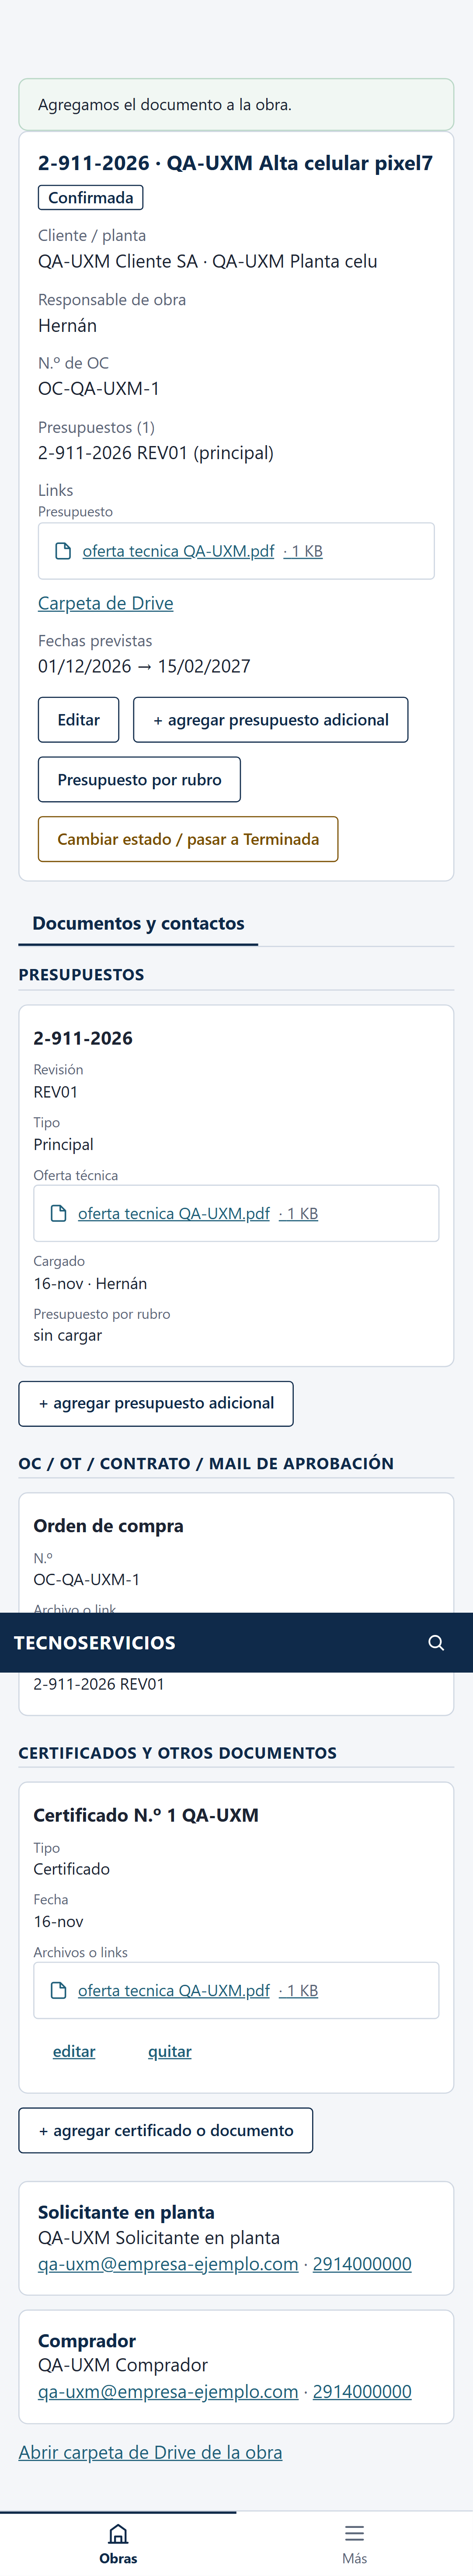 Agregamos el documento a la obra.
2-911-2026 · QA-UXM Alta celular pixel7
Confirmada
Cliente / planta
QA-UXM Cliente SA · QA-UXM Planta celu
Responsable de obra
Hernán
N.º de OC
OC-QA-UXM-1
Presupuestos (1)
2-911-2026 REV01 (principal)
Links
Presupuesto
oferta tecnica QA-UXM.pdf · 1 KB
Carpeta de Drive
Fechas previstas
01/12/2026 → 15/02/2027
Editar
+ agregar presupuesto adicional
Presupuesto por rubro
Cambiar estado / pasar a Terminada
Documentos y contactos
PRESUPUESTOS
2-911-2026
Revisión
REV01
Tipo
Principal
Oferta técnica
oferta tecnica QA-UXM.pdf · 1 KB
Cargado
16-nov · Hernán
Presupuesto por rubro
sin cargar
+ agregar presupuesto adicional
OC / OT / CONTRATO / MAIL DE APROBACIÓN
Orden de compra
N.º
OC-QA-UXM-1
Archivo o link
TECNOSERVICIOS
2-911-2026 REV01
CERTIFICADOS Y OTROS DOCUMENTOS
Certificado N.º 1 QA-UXM
Tipo
Certificado
Fecha
16-nov
Archivos o links
oferta tecnica QA-UXM.pdf · 1 KB
editar quitar
+ agregar certificado o documento
Solicitante en planta
QA-UXM Solicitante en planta
qa-uxm@empresa-ejemplo.com · 2914000000
Comprador
QA-UXM Comprador
qa-uxm@empresa-ejemplo.com · 2914000000
Abrir carpeta de Drive de la obra
Obras
Más